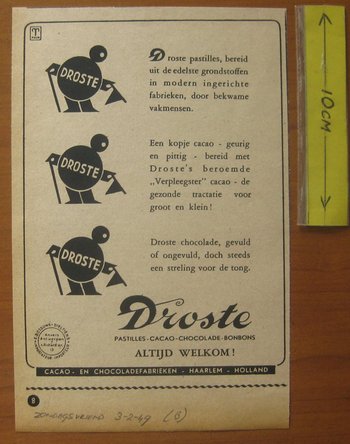 DROSTE
Droste pastilles, bereid
uit de edelste grondstoffen
in modern ingerichte
fabrieken, door bekwame
vakmensen.
10CM
DROSTE
Een kopje cacao - geurig
en pittig - bereid met
Droste's beroemde
„Verpleegster" cacao - de
gezonde tractatie voor
groot en klein!
DROSTE
Droste chocolade, gevuld
of ongevuld, doch steeds
een streling voor de tong.
Droste
PASTILLES-CACAO-CHOCOLADE-BONBONS
ALTIJD WELKOM!
CACAO- EN CHOCOLADEFABRIEKEN - HAARLEM - HOLLAND
8
ZONDAGSVRIEND 3-2-49 (B)